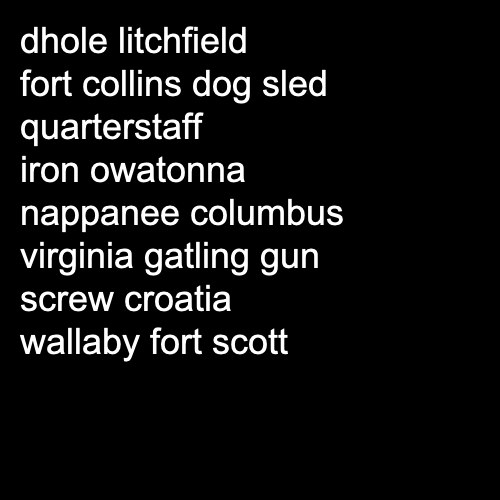 dhole litchfield
fort collins dog sled
quarterstaff
iron owatonna
nappanee columbus
virginia gatling gun
screw croatia
wallaby fort scott